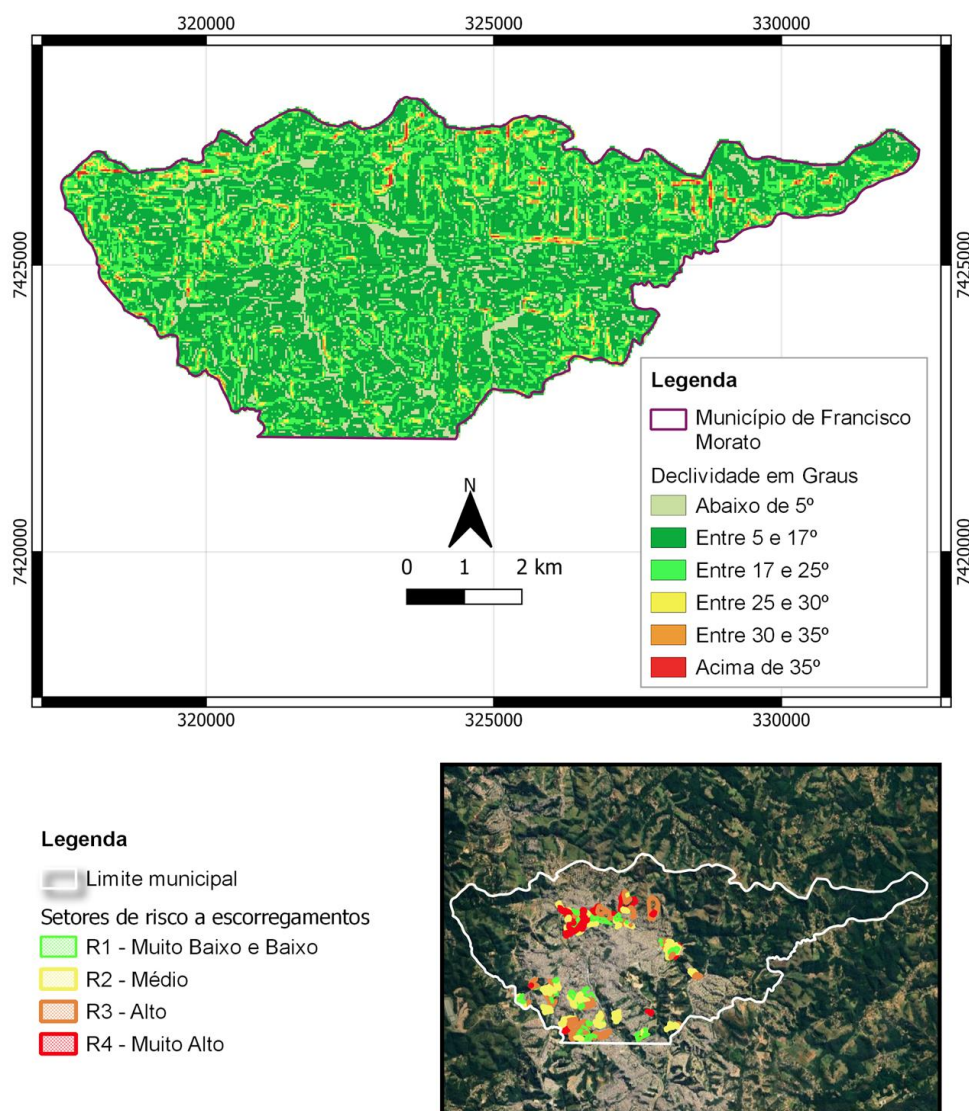 320000 325000 330000
7425000 7425000
Legenda
Município de Francisco
Morato
Declividade em Graus
Abaixo de 5º
Entre 5 e 17º
Entre 17 e 25º
Entre 25 e 30º
Entre 30 e 35º
Acima de 35º
N
0 1 2 km
7420000 7420000
320000 325000 330000
Legenda
Limite municipal
Setores de risco a escorregamentos
R1 - Muito Baixo e Baixo
R2 - Médio
R3 - Alto
R4 - Muito Alto